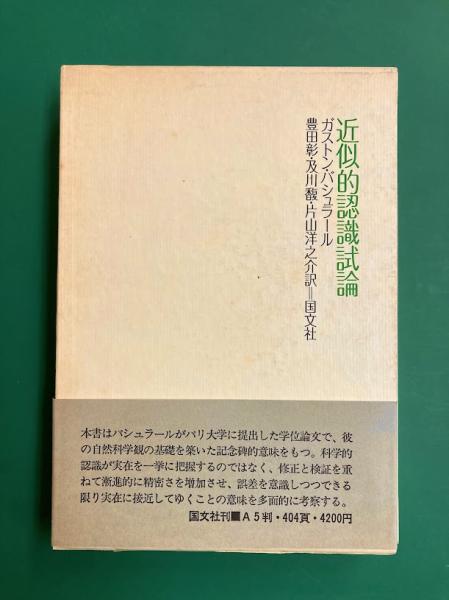 近似的認識試論
ガストン・バシュラール
豊田彰・及川馥・片山洋之介訳=国文社
本書はバシュラールがパリ大学に提出した学位論文で、彼
の自然科学観の基礎を築いた記念碑的意味をもつ。科学的
認識が実在を一挙に把握するのではなく、修正と検証を重
ねて漸進的に精密さを増加させ、誤差を意識しつつできる
限り実在に接近してゆくことの意味を多面的に考察する。
国文社刊■A5判・404頁・4200円